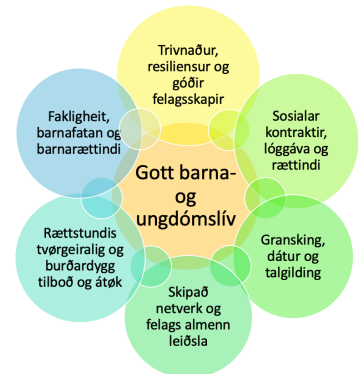 Trivnaður,
resiliensur og
góðir
felagsskapir
Sosialar
kontraktir,
lóggáva og
rættindi
Gransking,
dátur og
talgilding
Skipað
netverk og
felags almenn
leiðsla
Rættstundis
tvørgeiralig og
burðardygg
tilboð og átøk
Fakligheit,
barnafatan og
barnarættindi
Gott barna-
og
ungdómslív